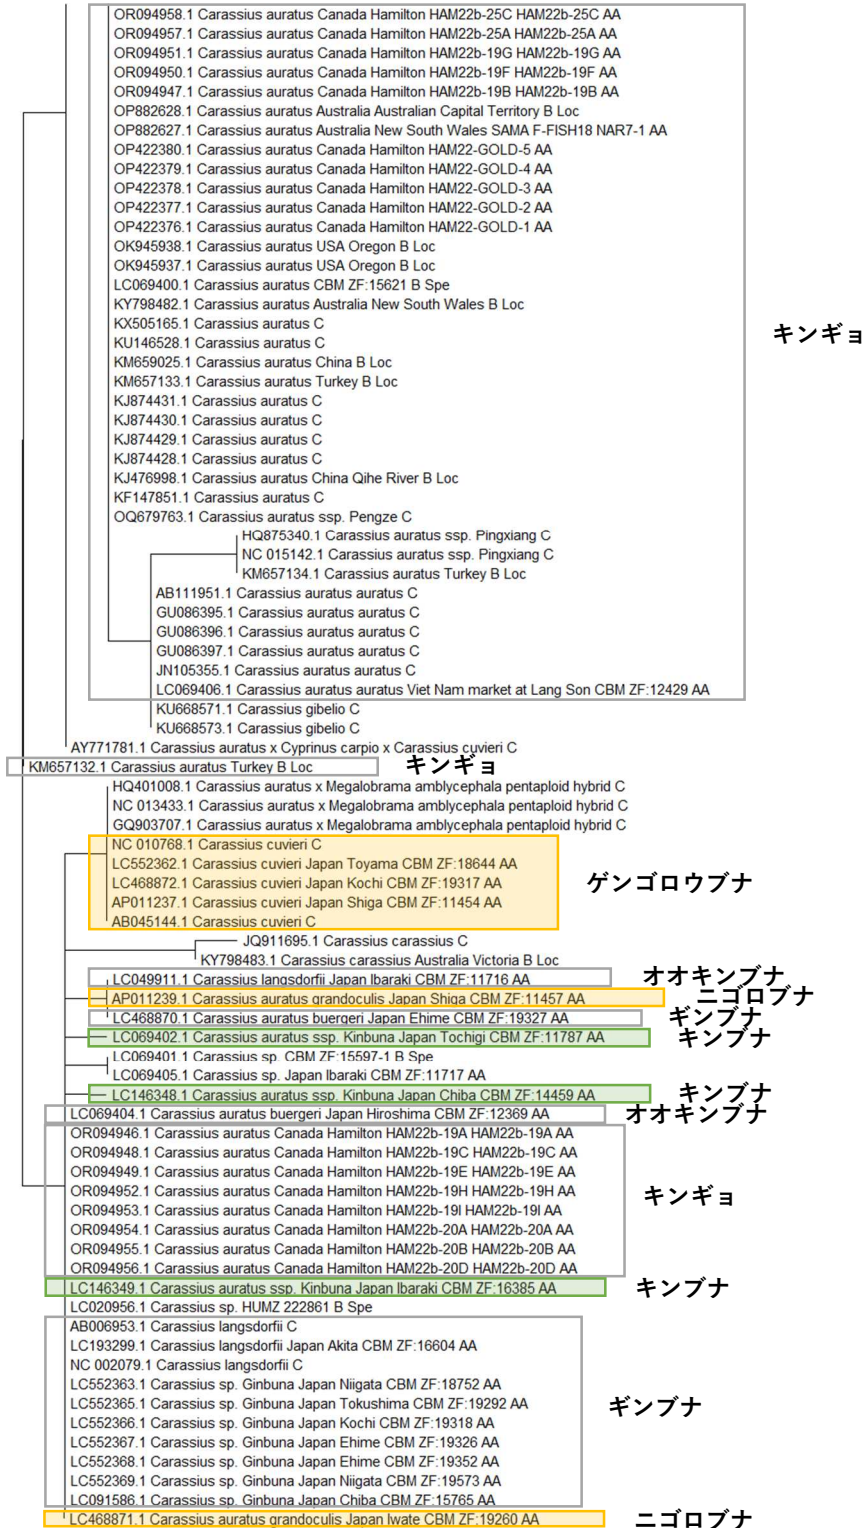 OR094958.1 Carassius auratus Canada Hamilton HAM22b-25C HAM22b-25C AA
OR094957.1 Carassius auratus Canada Hamilton HAM22b-25A HAM22b-25A AA
OR094951.1 Carassius auratus Canada Hamilton HAM22b-19G HAM22b-19G AA
OR094950.1 Carassius auratus Canada Hamilton HAM22b-19F HAM22b-19F AA
OR094947.1 Carassius auratus Canada Hamilton HAM22b-19B HAM22b-19B AA
OP882628.1 Carassius auratus Australia Australian Capital Territory B Loc
OP882627.1 Carassius auratus Australia New South Wales SAMA F-FISH18 NAR7-1 AA
OP422380.1 Carassius auratus Canada Hamilton HAM22-GOLD-5 AA
OP422379.1 Carassius auratus Canada Hamilton HAM22-GOLD-4 AA
OP422378.1 Carassius auratus Canada Hamilton HAM22-GOLD-3 AA
OP422377.1 Carassius auratus Canada Hamilton HAM22-GOLD-2 AA
OP422376.1 Carassius auratus Canada Hamilton HAM22-GOLD-1 AA
OK945938.1 Carassius auratus USA Oregon B Loc
OK945937.1 Carassius auratus USA Oregon B Loc
LC069400.1 Carassius auratus CBM ZF:15621 B Spe
KY798482.1 Carassius auratus Australia New South Wales B Loc
KX505165.1 Carassius auratus C
キンギョ
KU146528.1 Carassius auratus C
KM659025.1 Carassius auratus China B Loc
KM657133.1 Carassius auratus Turkey B Loc
KJ874431.1 Carassius auratus C
KJ874430.1 Carassius auratus C
KJ874429.1 Carassius auratus C
KJ874428.1 Carassius auratus C
KJ476998.1 Carassius auratus China Qihe River B Loc
KF147851.1 Carassius auratus C
OQ679763.1 Carassius auratus ssp. Pengze C
HQ875340.1 Carassius auratus ssp. Pingxiang C
NC 015142.1 Carassius auratus ssp. Pingxiang C
KM657134.1 Carassius auratus Turkey B Loc
AB111951.1 Carassius auratus auratus C
GU086395.1 Carassius auratus auratus C
GU086396.1 Carassius auratus auratus C
GU086397.1 Carassius auratus auratus C
JN105355.1 Carassius auratus auratus C
LC069406.1 Carassius auratus auratus Viet Nam market at Lang Son CBM ZF:12429 AA
KU668571.1 Carassius gibelio C
KU668573.1 Carassius gibelio C
AY771781.1 Carassius auratus x Cyprinus carpio x Carassius cuvieri C
KM657132.1 Carassius auratus Turkey B Loc キンギョ
HQ401008.1 Carassius auratus x Megalobrama amblycephala pentaploid hybrid C
NC 013433.1 Carassius auratus x Megalobrama amblycephala pentaploid hybrid C
GQ903707.1 Carassius auratus x Megalobrama amblycephala pentaploid hybrid C
NC 010768.1 Carassius cuvieri C
LC552362.1 Carassius cuvieri Japan Toyama CBM ZF:18644 AA
LC468872.1 Carassius cuvieri Japan Kochi CBM ZF:19317 AA ゲンゴロウブナ
AP011237.1 Carassius cuvieri Japan Shiga CBM ZF:11454 AA
AB045144.1 Carassius cuvieri C
JQ911695.1 Carassius carassius C
KY798483.1 Carassius carassius Australia Victoria B Loc
LC049911.1 Carassius langsdorfii Japan Ibaraki CBM ZF:11716 AA オオキンブナ
AP011239.1 Carassius auratus grandoculis Japan Shiga CBM ZF:11457 AA ニゴロブナ
LC468870.1 Carassius auratus buergeri Japan Ehime CBM ZF:19327 AA ギンブナ
LC069402.1 Carassius auratus ssp. Kinbuna Japan Tochigi CBM ZF:11787 AA キンブナ
LC069401.1 Carassius sp. CBM ZF:15597-1 B Spe
LC069405.1 Carassius sp. Japan Ibaraki CBM ZF:11717 AA
LC146348.1 Carassius auratus ssp. Kinbuna Japan Chiba CBM ZF:14459 AA キンブナ
LC069404.1 Carassius auratus buergeri Japan Hiroshima CBM ZF:12369 AA オオキンブナ
OR094946.1 Carassius auratus Canada Hamilton HAM22b-19A HAM22b-19A AA
OR094948.1 Carassius auratus Canada Hamilton HAM22b-19C HAM22b-19C AA
OR094949.1 Carassius auratus Canada Hamilton HAM22b-19E HAM22b-19E AA
OR094952.1 Carassius auratus Canada Hamilton HAM22b-19H HAM22b-19H AA キンギョ
OR094953.1 Carassius auratus Canada Hamilton HAM22b-19I HAM22b-19I AA
OR094954.1 Carassius auratus Canada Hamilton HAM22b-20A HAM22b-20A AA
OR094955.1 Carassius auratus Canada Hamilton HAM22b-20B HAM22b-20B AA
OR094956.1 Carassius auratus Canada Hamilton HAM22b-20D HAM22b-20D AA
LC146349.1 Carassius auratus ssp. Kinbuna Japan Ibaraki CBM ZF:16385 AA キンブナ
LC020956.1 Carassius sp. HUMZ 222861 B Spe
AB006953.1 Carassius langsdorfii C
LC193299.1 Carassius langsdorfii Japan Akita CBM ZF:16604 AA
NC 002079.1 Carassius langsdorfii C
LC552363.1 Carassius sp. Ginbuna Japan Niigata CBM ZF:18752 AA
LC552365.1 Carassius sp. Ginbuna Japan Tokushima CBM ZF:19292 AA ギンブナ
LC552366.1 Carassius sp. Ginbuna Japan Kochi CBM ZF:19318 AA
LC552367.1 Carassius sp. Ginbuna Japan Ehime CBM ZF:19326 AA
LC552368.1 Carassius sp. Ginbuna Japan Ehime CBM ZF:19352 AA
LC552369.1 Carassius sp. Ginbuna Japan Niigata CBM ZF:19573 AA
LC091586.1 Carassius sp. Ginbuna Japan Chiba CBM ZF:15765 AA
LC468871.1 Carassius auratus grandoculis Japan Iwate CBM ZF:19260 AA ニゴロブナ